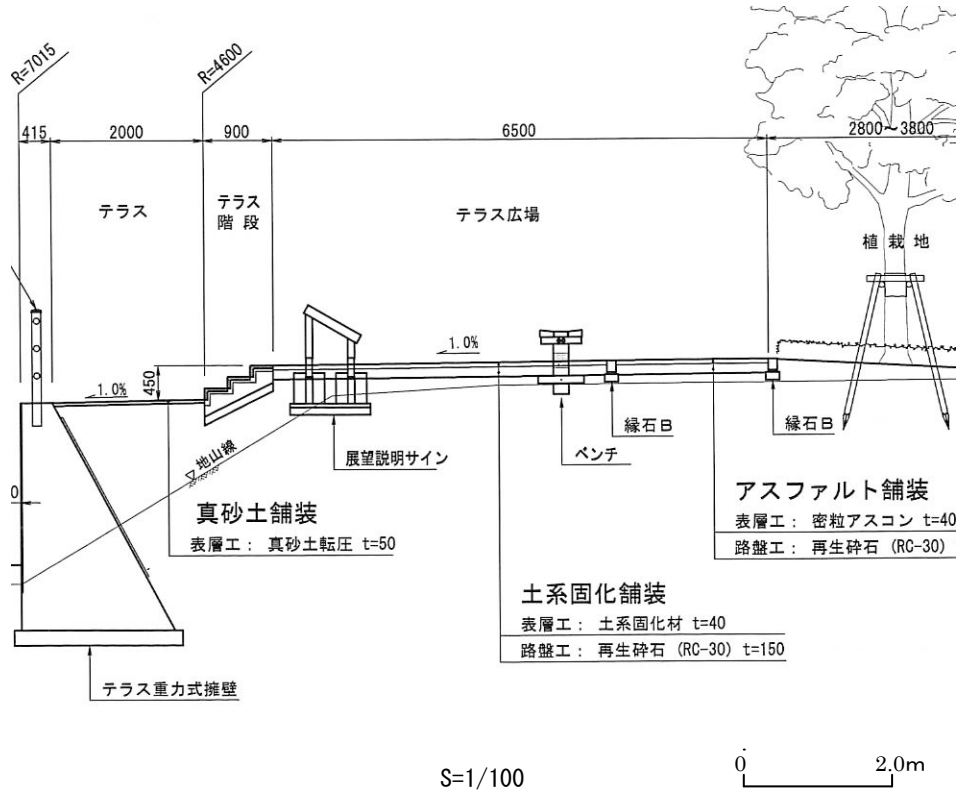 R=7015
R=4600
415
2000
900
6500
2800～3800
テラス
テラス
階段
テラス広場
植栽地
1.0%
450
1.0%
地山線
展望説明サイン
ベンチ
縁石B
縁石B
0
真砂土舗装
表層工： 真砂土転圧 t=50
アスファルト舗装
表層工： 密粒アスコン t=40
路盤工： 再生砕石 (RC-30)
土系固化舗装
表層工： 土系固化材 t=40
路盤工： 再生砕石 (RC-30) t=150
テラス重力式擁壁
S=1/100
0 2.0m